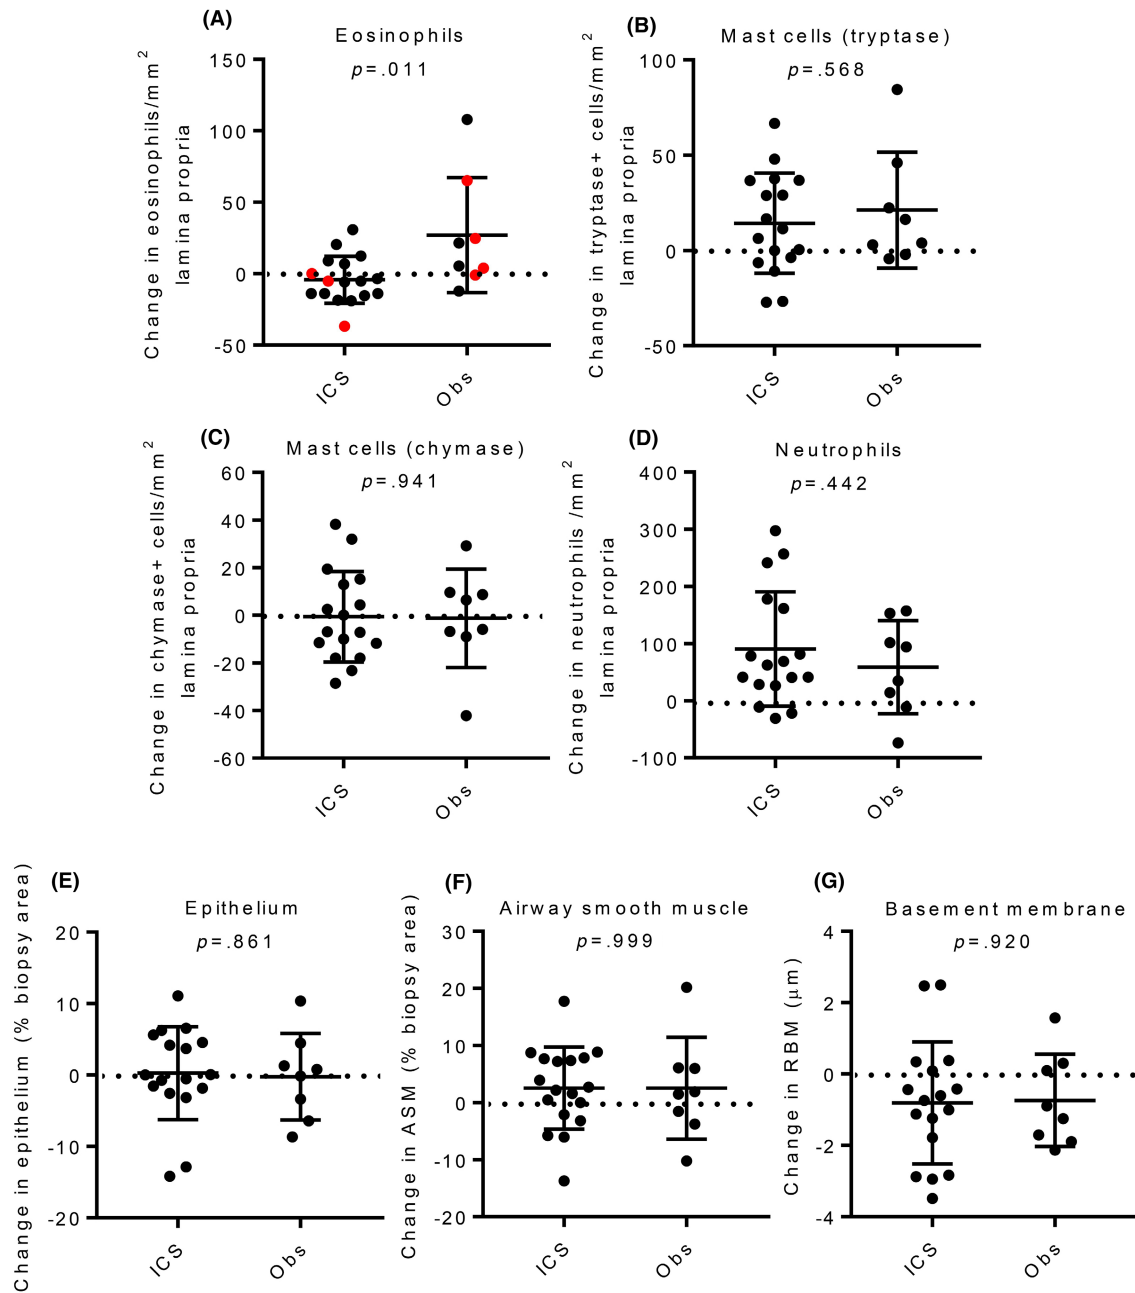 (A)
Eosinophils
p=.011
Change in eosinophils/mm2
lamina propria
150
100
50
0
-50
ICS
Obs
(B)
Mast cells (tryptase)
p=.568
Change in tryptase+ cells/mm2
lamina propria
100
50
0
-50
ICS
Obs
(C)
Mast cells (chymase)
p=.941
Change in chymase+ cells/mm2
lamina propria
60
40
20
0
-20
-40
-60
ICS
Obs
(D)
Neutrophils
p=.442
Change in neutrophils /mm2
lamina propria
400
300
200
100
0
-100
ICS
Obs
(E)
Epithelium
p=.861
Change in epithelium (% biopsy area)
20
10
0
-10
-20
ICS
Obs
(F)
Airway smooth muscle
p=.999
Change in ASM (% biopsy area)
30
20
10
0
-10
-20
ICS
Obs
(G)
Basement membrane
p=.920
Change in RBM (μm)
4
2
0
-2
-4
ICS
Obs